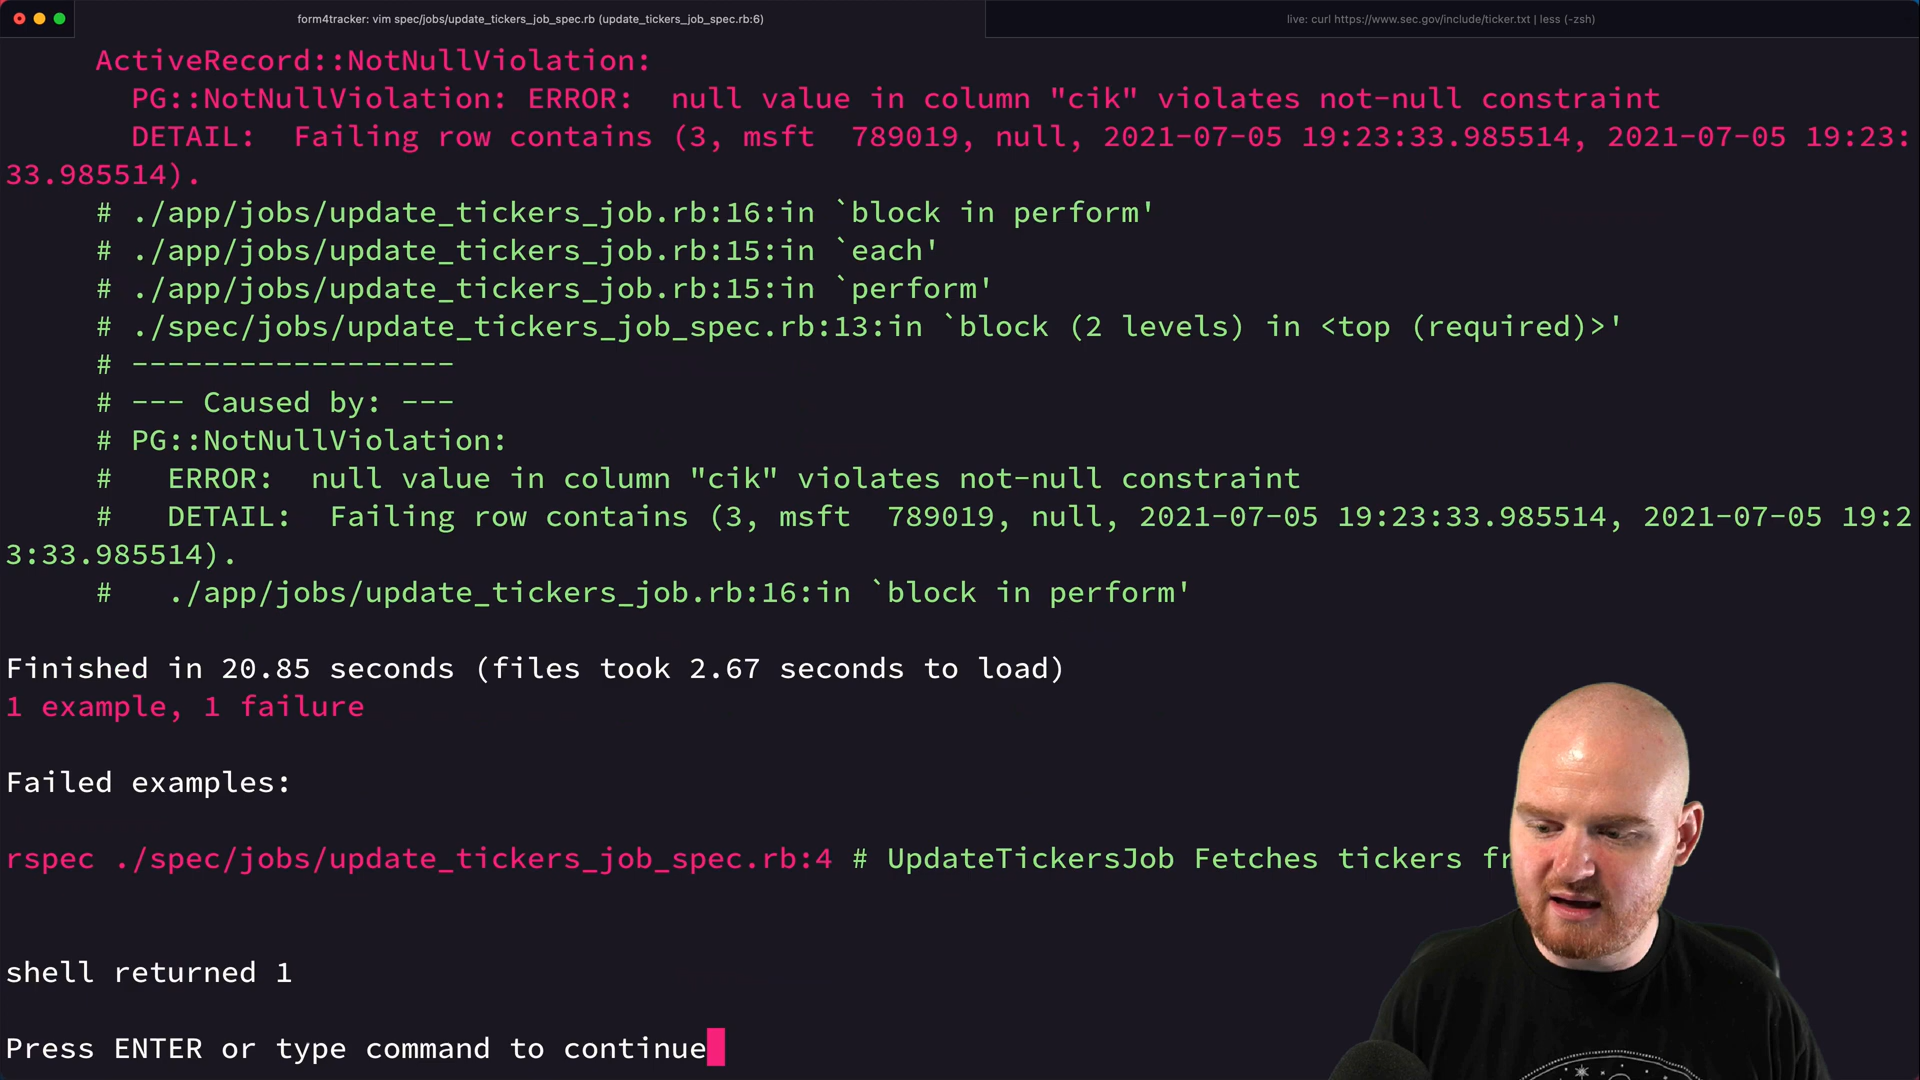 form4tracker: vim spec/jobs/update_tickers_job_spec.rb (update_tickers_job_spec.rb:6)
live: curl https://www.sec.gov/include/ticker.txt | less (-zsh)
ActiveRecord::NotNullViolation:
PG::NotNullViolation: ERROR:  null value in column "cik" violates not-null constraint
DETAIL:  Failing row contains (3, msft  789019, null, 2021-07-05 19:23:33.985514, 2021-07-05 19:23:
33.985514).
# ./app/jobs/update_tickers_job.rb:16:in `block in perform'
# ./app/jobs/update_tickers_job.rb:15:in `each'
# ./app/jobs/update_tickers_job.rb:15:in `perform'
# ./spec/jobs/update_tickers_job_spec.rb:13:in `block (2 levels) in <top (required)>'
# ------------------
# --- Caused by: ---
# PG::NotNullViolation:
#   ERROR:  null value in column "cik" violates not-null constraint
#   DETAIL:  Failing row contains (3, msft  789019, null, 2021-07-05 19:23:33.985514, 2021-07-05 19:2
3:33.985514).
#   ./app/jobs/update_tickers_job.rb:16:in `block in perform'
Finished in 20.85 seconds (files took 2.67 seconds to load)
1 example, 1 failure
Failed examples:
rspec ./spec/jobs/update_tickers_job_spec.rb:4 # UpdateTickersJob Fetches tickers
shell returned 1
Press ENTER or type command to continue